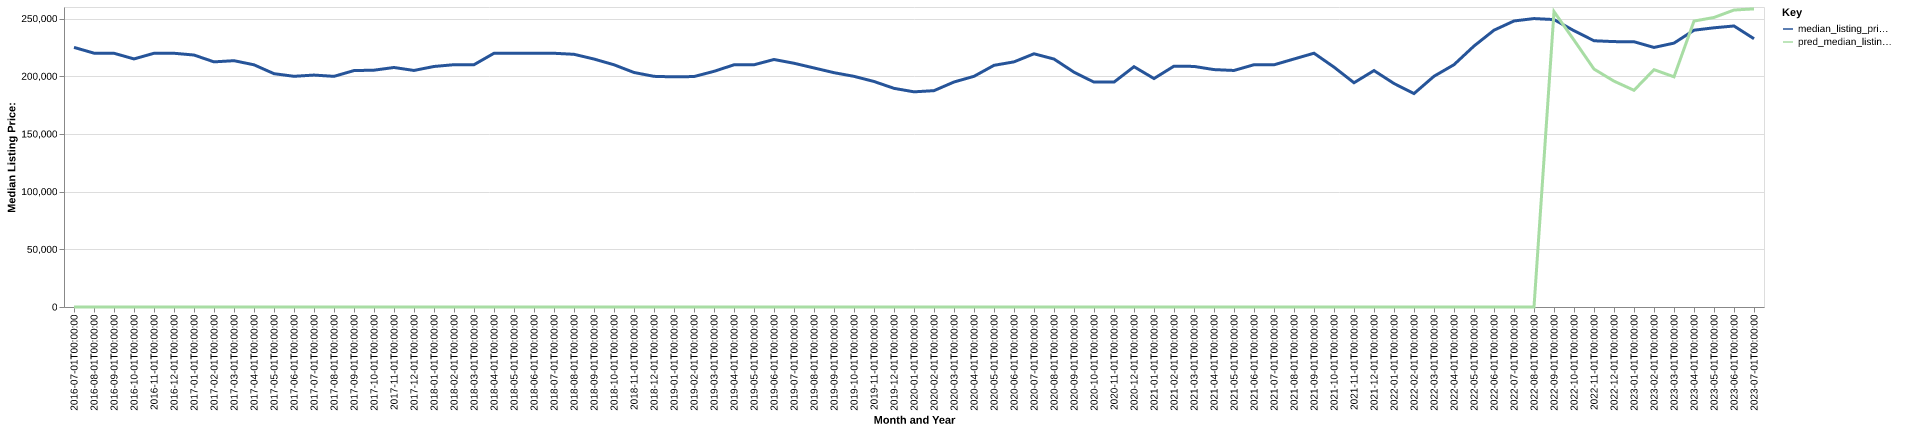 Key
median_listing_pri…
pred_median_listin…
Median Listing Price:
250,000
200,000
150,000
100,000
50,000
0
2016-07-01T00:00:00
2016-08-01T00:00:00
2016-09-01T00:00:00
2016-10-01T00:00:00
2016-11-01T00:00:00
2016-12-01T00:00:00
2017-01-01T00:00:00
2017-02-01T00:00:00
2017-03-01T00:00:00
2017-04-01T00:00:00
2017-05-01T00:00:00
2017-06-01T00:00:00
2017-07-01T00:00:00
2017-08-01T00:00:00
2017-09-01T00:00:00
2017-10-01T00:00:00
2017-11-01T00:00:00
2017-12-01T00:00:00
2018-01-01T00:00:00
2018-02-01T00:00:00
2018-03-01T00:00:00
2018-04-01T00:00:00
2018-05-01T00:00:00
2018-06-01T00:00:00
2018-07-01T00:00:00
2018-08-01T00:00:00
2018-09-01T00:00:00
2018-10-01T00:00:00
2018-11-01T00:00:00
2018-12-01T00:00:00
2019-01-01T00:00:00
2019-02-01T00:00:00
2019-03-01T00:00:00
2019-04-01T00:00:00
2019-05-01T00:00:00
2019-06-01T00:00:00
2019-07-01T00:00:00
2019-08-01T00:00:00
2019-09-01T00:00:00
2019-10-01T00:00:00
2019-11-01T00:00:00
2019-12-01T00:00:00
2020-01-01T00:00:00
2020-02-01T00:00:00
2020-03-01T00:00:00
2020-04-01T00:00:00
2020-05-01T00:00:00
2020-06-01T00:00:00
2020-07-01T00:00:00
2020-08-01T00:00:00
2020-09-01T00:00:00
2020-10-01T00:00:00
2020-11-01T00:00:00
2020-12-01T00:00:00
2021-01-01T00:00:00
2021-02-01T00:00:00
2021-03-01T00:00:00
2021-04-01T00:00:00
2021-05-01T00:00:00
2021-06-01T00:00:00
2021-07-01T00:00:00
2021-08-01T00:00:00
2021-09-01T00:00:00
2021-10-01T00:00:00
2021-11-01T00:00:00
2021-12-01T00:00:00
2022-01-01T00:00:00
2022-02-01T00:00:00
2022-03-01T00:00:00
2022-04-01T00:00:00
2022-05-01T00:00:00
2022-06-01T00:00:00
2022-07-01T00:00:00
2022-08-01T00:00:00
2022-09-01T00:00:00
2022-10-01T00:00:00
2022-11-01T00:00:00
2022-12-01T00:00:00
2023-01-01T00:00:00
2023-02-01T00:00:00
2023-03-01T00:00:00
2023-04-01T00:00:00
2023-05-01T00:00:00
2023-06-01T00:00:00
2023-07-01T00:00:00
Month and Year